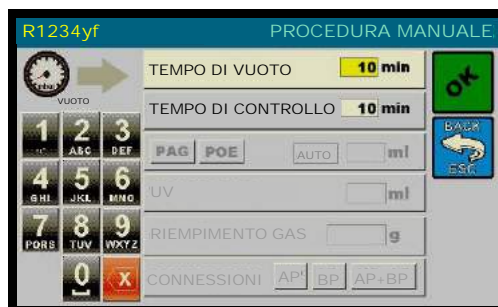 R1234yf PROCEDURA MANUALE
TEMPO DI VUOTO 10 min
VUOTO
TEMPO DI CONTROLLO 10 min
1 2 ABC 3 DEF
PAG POE AUTO ml
4 GHI 5 JKL 6 MNO
UV ml
7 PQRS 8 TUV 9 WXYZ
RIEMPIMENTO GAS g
0 X
CONNESSIONI AP BP AP+BP
OK
BACK
ESC